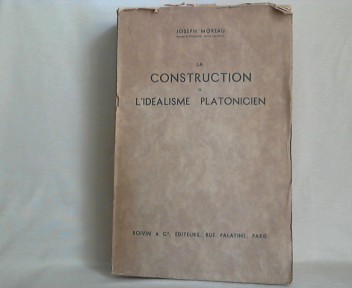 JOSEPH MOREAU
LA
CONSTRUCTION
DE
L'IDÉALISME PLATONICIEN
BOIVIN & Cie, ÉDITEURS, RUE PALATINE, PARIS